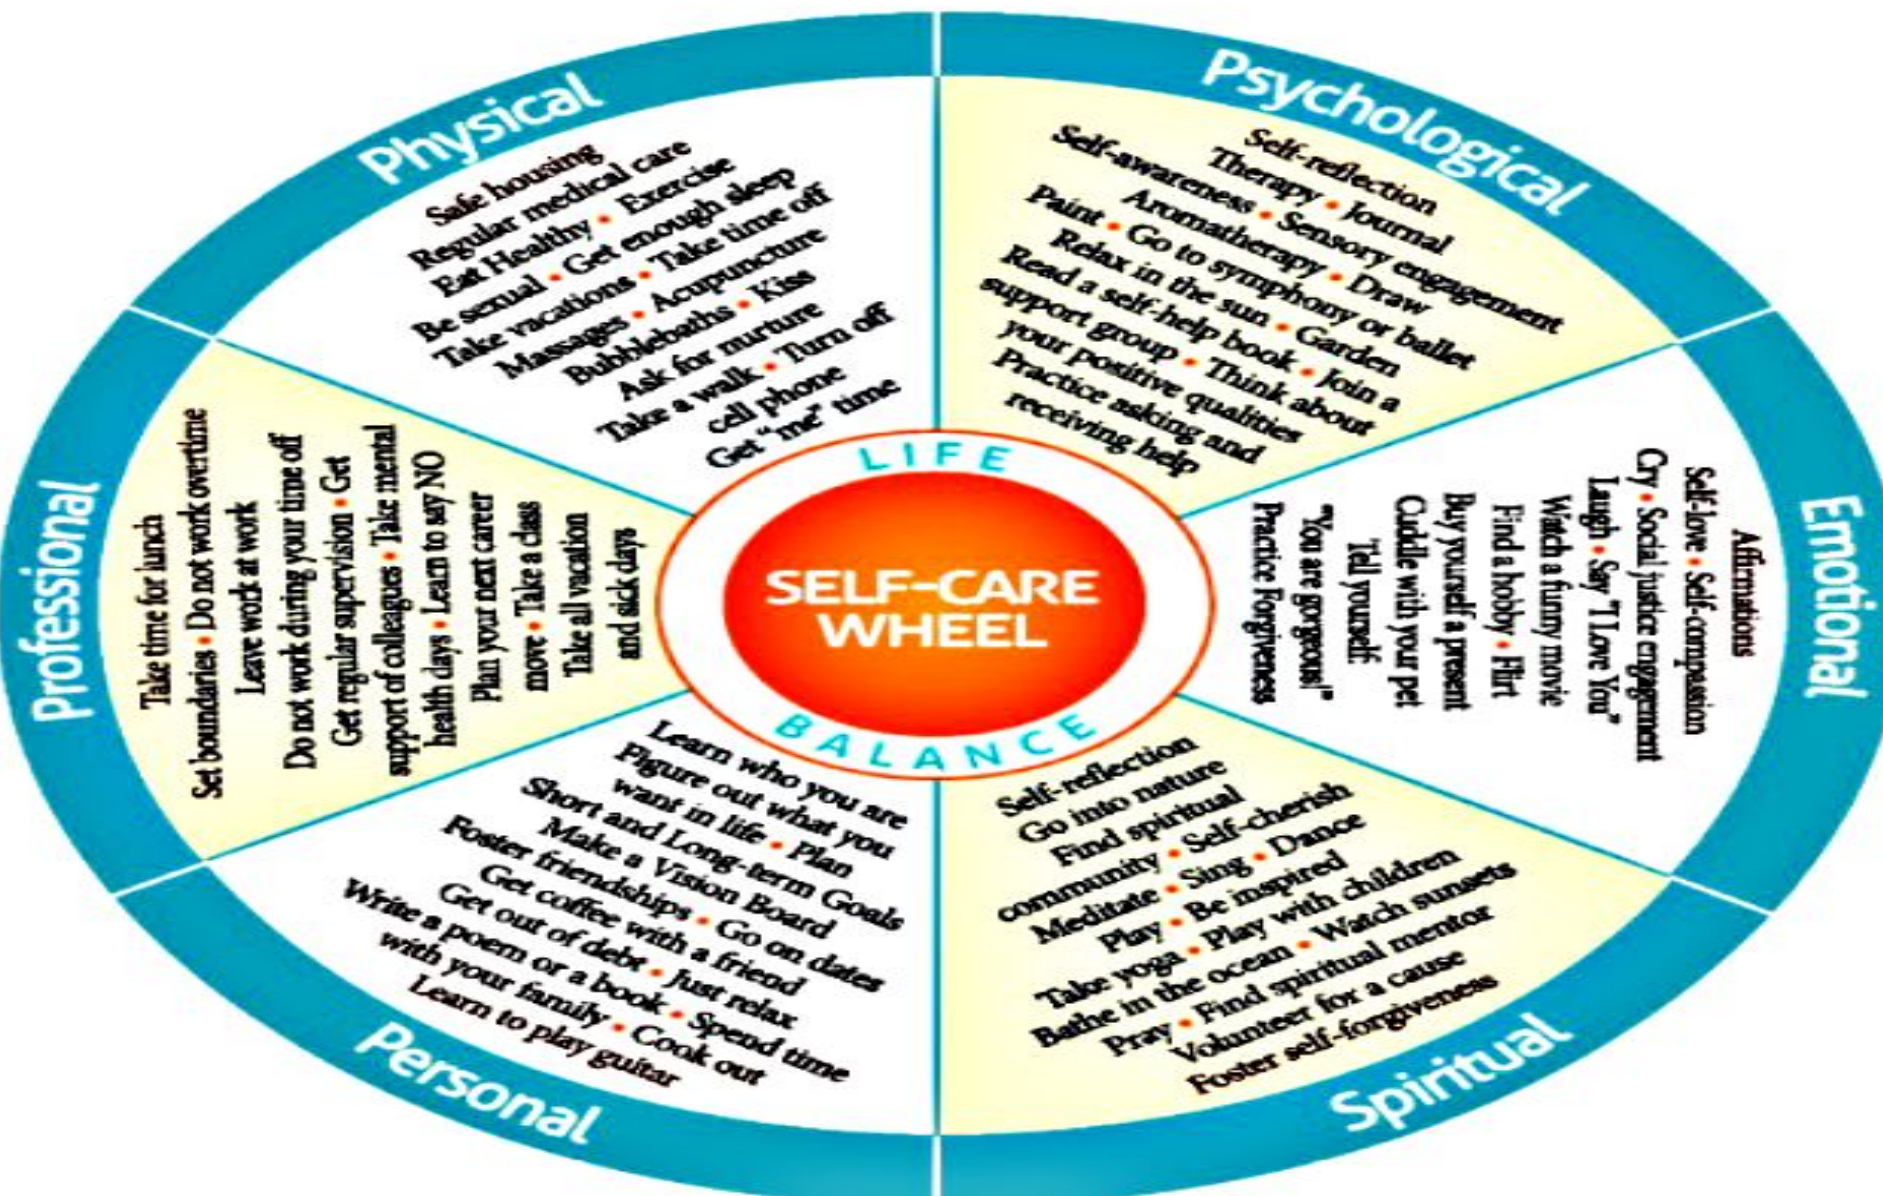 Physical
Safe housing
Regular medical care
Eat Healthy • Exercise
Be sexual • Get enough sleep
Take vacations • Take time off
Massages • Acupuncture
Bubblebaths • Kiss
Ask for nurture
Take a walk • Turn off
cell phone
Get "me" time
Psychological
Self-reflection
Therapy • Journal
Self-awareness • Sensory engagement
Aromatherapy • Draw
Paint • Go to symphony or ballet
Relax in the sun • Garden
Read a self-help book • Join a
support group • Think about
your positive qualities
Practice asking and
receiving help
Emotional
Affirmations
Self-love • Self-compassion
Cry • Social justice engagement
Laugh • Say "I Love You"
Watch a funny movie
Find a hobby • Flirt
Buy yourself a present
Cuddle with your pet
Tell yourself:
"You are gorgeous!"
Practice Forgiveness
Spiritual
Self-reflection
Go into nature
Find spiritual
community • Self-cherish
Meditate • Sing • Dance
Play • Be inspired
Take yoga • Play with children
Bathe in the ocean • Watch sunsets
Pray • Find spiritual mentor
Volunteer for a cause
Foster self-forgiveness
Personal
Learn who you are
Figure out what you
want in life • Plan
Short and Long-term Goals
Make a Vision Board
Foster friendships • Go on dates
Get coffee with a friend
Get out of debt • Just relax
Write a poem or a book • Spend time
with your family • Cook out
Learn to play guitar
Professional
Take time for lunch
Set boundaries • Do not work overtime
Leave work at work
Do not work during your time off
Get regular supervision • Get
support of colleagues • Take mental
health days • Learn to say NO
Plan your next career
move • Take a class
Take all vacation
and sick days
LIFE
SELF-CARE
WHEEL
BALANCE